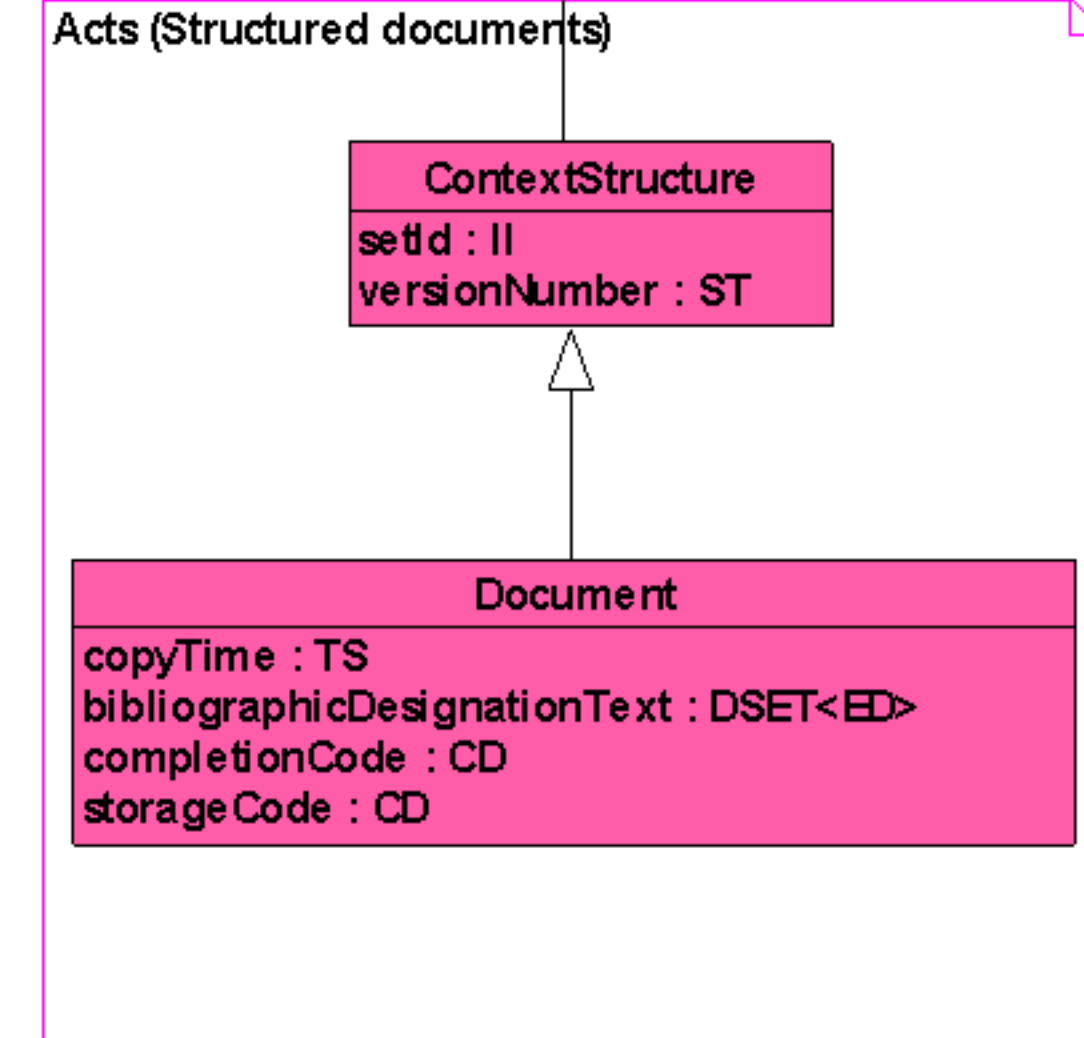 Acts (Structured documents)
ContextStructure
setId : II
versionNumber : ST
Document
copyTime : TS
bibliographicDesignationText : DSET<ED>
completionCode : CD
storageCode : CD